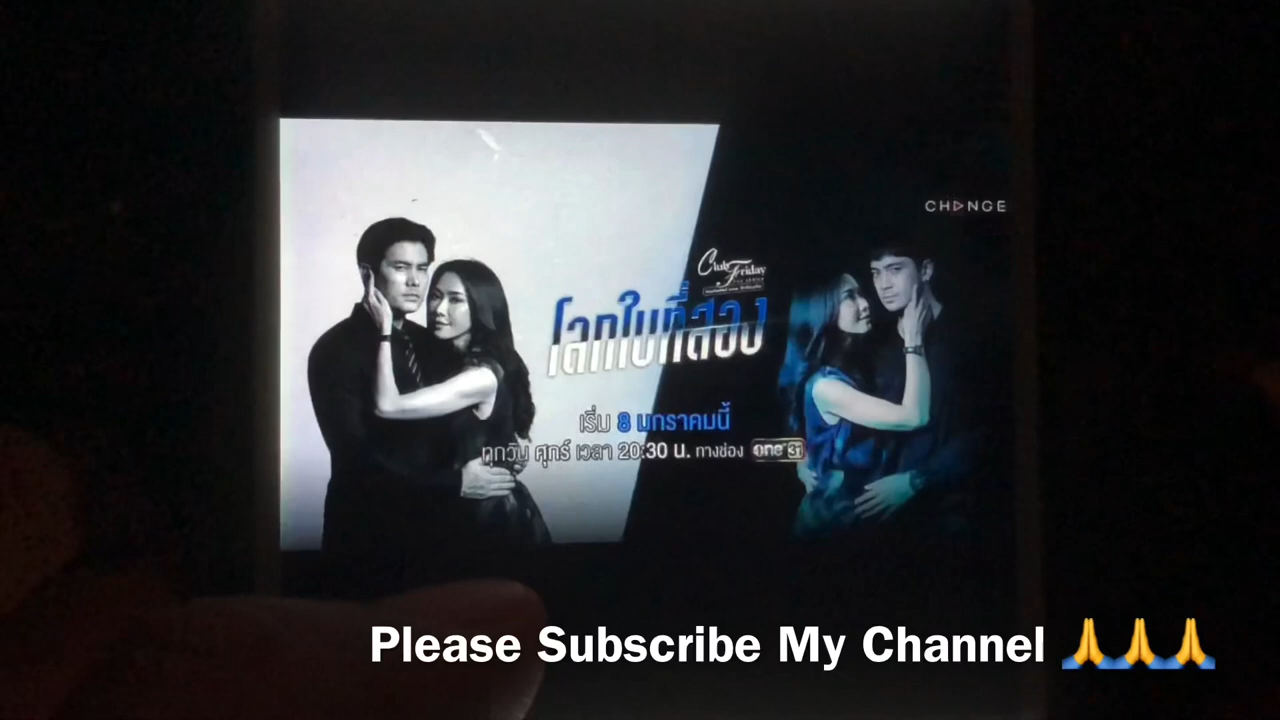 CHANGE
Club Friday
THE SERIES
โลกใบที่สอง
เริ่ม 8 มกราคมนี้
ทุกวัน ศุกร์ เวลา 20:30 น. ทางช่อง one 31
Please Subscribe My Channel 🙏🙏🙏